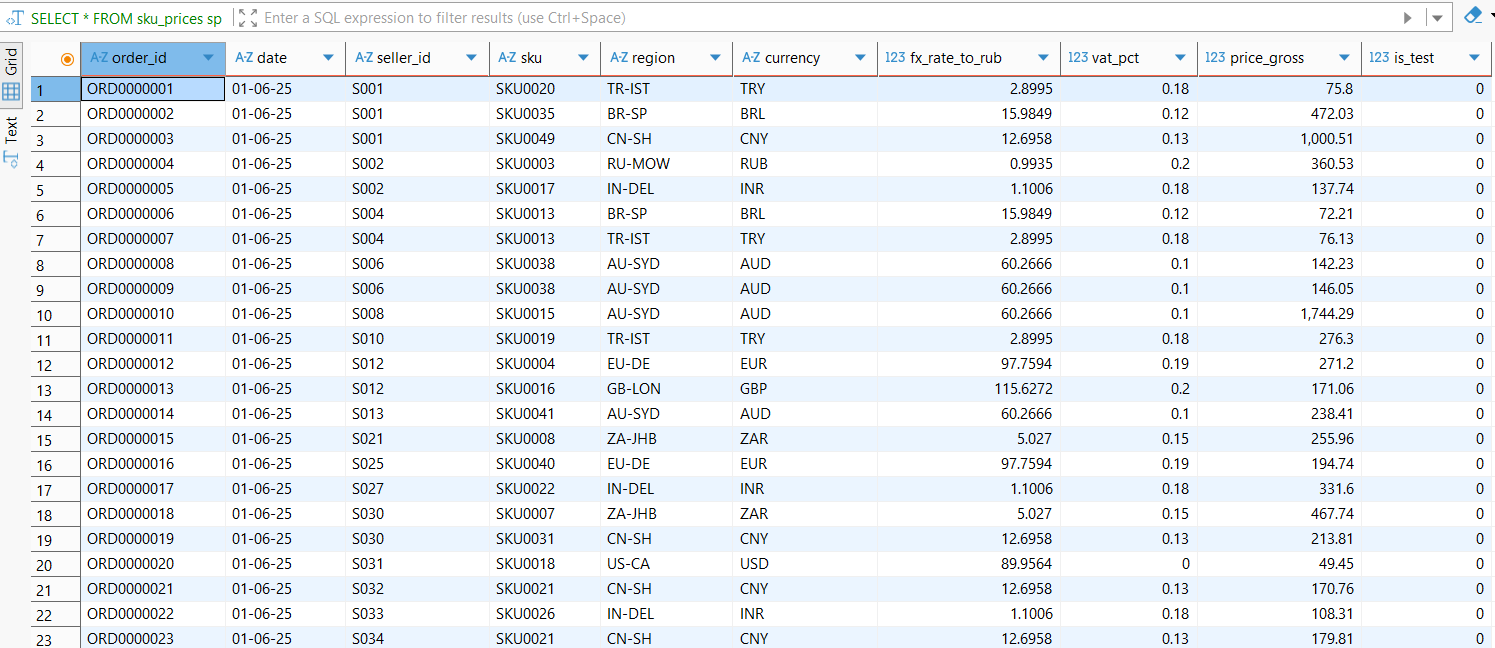 SELECT * FROM sku_prices sp Enter a SQL expression to filter results (use Ctrl+Space)
Grid
Text
A-Z order_id A-Z date A-Z seller_id A-Z sku A-Z region A-Z currency 123 fx_rate_to_rub 123 vat_pct 123 price_gross 123 is_test
1 ORD0000001 01-06-25 S001 SKU0020 TR-IST TRY 2.8995 0.18 75.8 0
2 ORD0000002 01-06-25 S001 SKU0035 BR-SP BRL 15.9849 0.12 472.03 0
3 ORD0000003 01-06-25 S001 SKU0049 CN-SH CNY 12.6958 0.13 1,000.51 0
4 ORD0000004 01-06-25 S002 SKU0003 RU-MOW RUB 0.9935 0.2 360.53 0
5 ORD0000005 01-06-25 S002 SKU0017 IN-DEL INR 1.1006 0.18 137.74 0
6 ORD0000006 01-06-25 S004 SKU0013 BR-SP BRL 15.9849 0.12 72.21 0
7 ORD0000007 01-06-25 S004 SKU0013 TR-IST TRY 2.8995 0.18 76.13 0
8 ORD0000008 01-06-25 S006 SKU0038 AU-SYD AUD 60.2666 0.1 142.23 0
9 ORD0000009 01-06-25 S006 SKU0038 AU-SYD AUD 60.2666 0.1 146.05 0
10 ORD0000010 01-06-25 S008 SKU0015 AU-SYD AUD 60.2666 0.1 1,744.29 0
11 ORD0000011 01-06-25 S010 SKU0019 TR-IST TRY 2.8995 0.18 276.3 0
12 ORD0000012 01-06-25 S012 SKU0004 EU-DE EUR 97.7594 0.19 271.2 0
13 ORD0000013 01-06-25 S012 SKU0016 GB-LON GBP 115.6272 0.2 171.06 0
14 ORD0000014 01-06-25 S013 SKU0041 AU-SYD AUD 60.2666 0.1 238.41 0
15 ORD0000015 01-06-25 S021 SKU0008 ZA-JHB ZAR 5.027 0.15 255.96 0
16 ORD0000016 01-06-25 S025 SKU0040 EU-DE EUR 97.7594 0.19 194.74 0
17 ORD0000017 01-06-25 S027 SKU0022 IN-DEL INR 1.1006 0.18 331.6 0
18 ORD0000018 01-06-25 S030 SKU0007 ZA-JHB ZAR 5.027 0.15 467.74 0
19 ORD0000019 01-06-25 S030 SKU0031 CN-SH CNY 12.6958 0.13 213.81 0
20 ORD0000020 01-06-25 S031 SKU0018 US-CA USD 89.9564 0 49.45 0
21 ORD0000021 01-06-25 S032 SKU0021 CN-SH CNY 12.6958 0.13 170.76 0
22 ORD0000022 01-06-25 S033 SKU0026 IN-DEL INR 1.1006 0.18 108.31 0
23 ORD0000023 01-06-25 S034 SKU0021 CN-SH CNY 12.6958 0.13 179.81 0